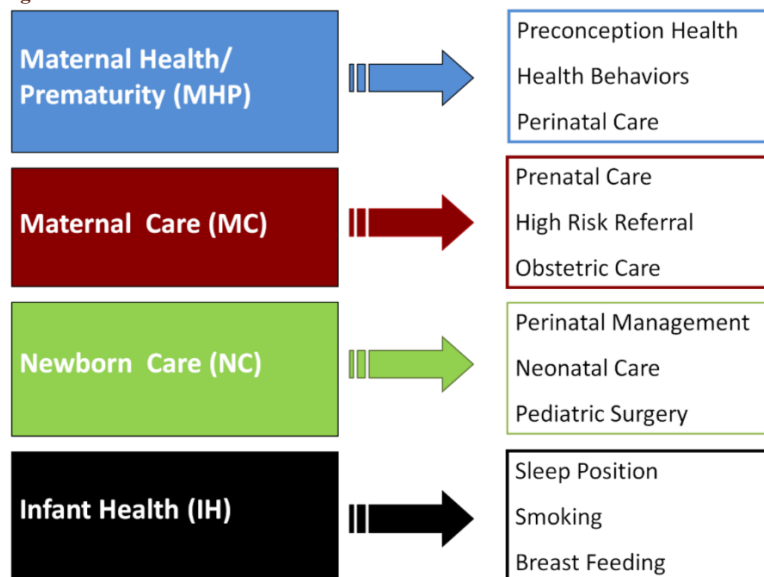 Maternal Health/
Prematurity (MHP)
Preconception Health
Health Behaviors
Perinatal Care
Maternal  Care (MC)
Prenatal Care
High Risk Referral
Obstetric Care
Newborn  Care (NC)
Perinatal Management
Neonatal Care
Pediatric Surgery
Infant Health (IH)
Sleep Position
Smoking
Breast Feeding